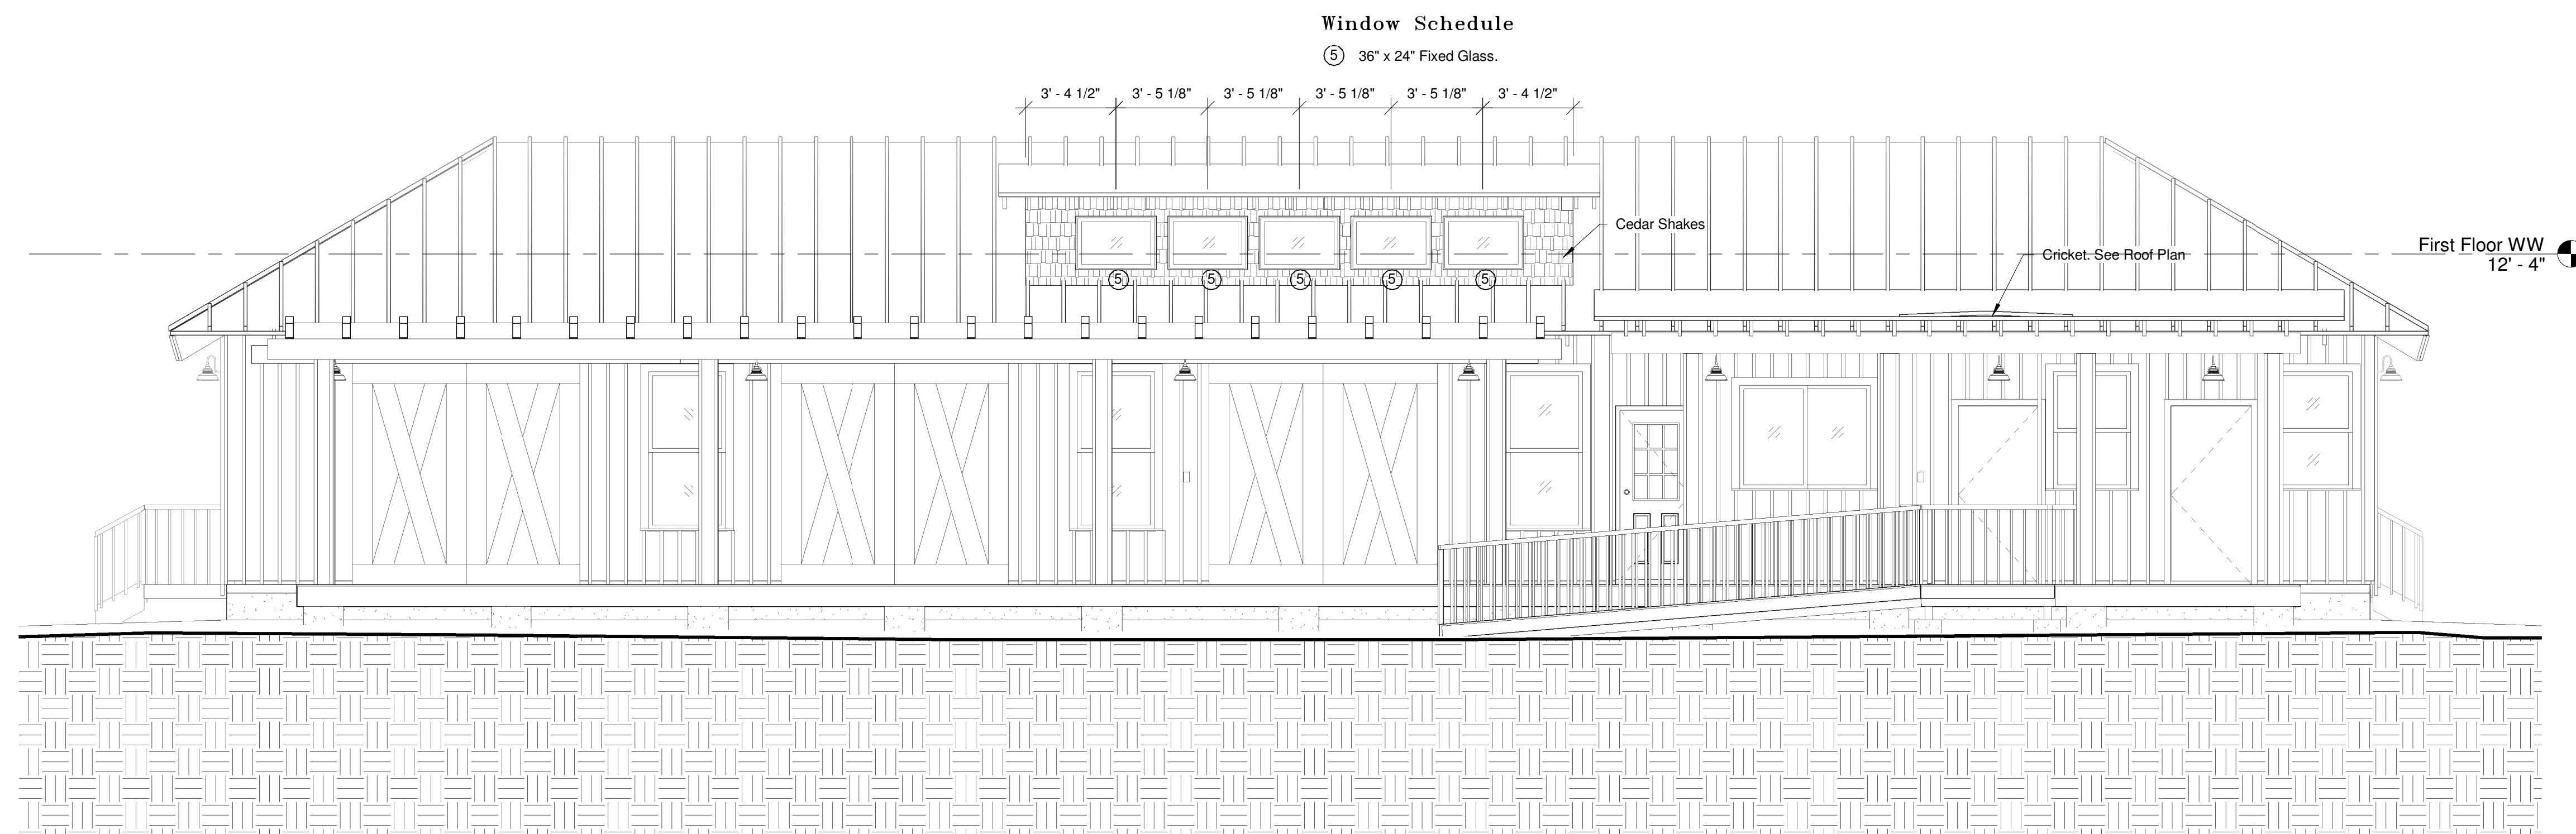 Window Schedule
5 36" x 24" Fixed Glass.
3' - 4 1/2" 3' - 5 1/8" 3' - 5 1/8" 3' - 5 1/8" 3' - 5 1/8" 3' - 4 1/2"
Cedar Shakes
First Floor WW
12' - 4"
Cricket. See Roof Plan
5 5 5 5 5